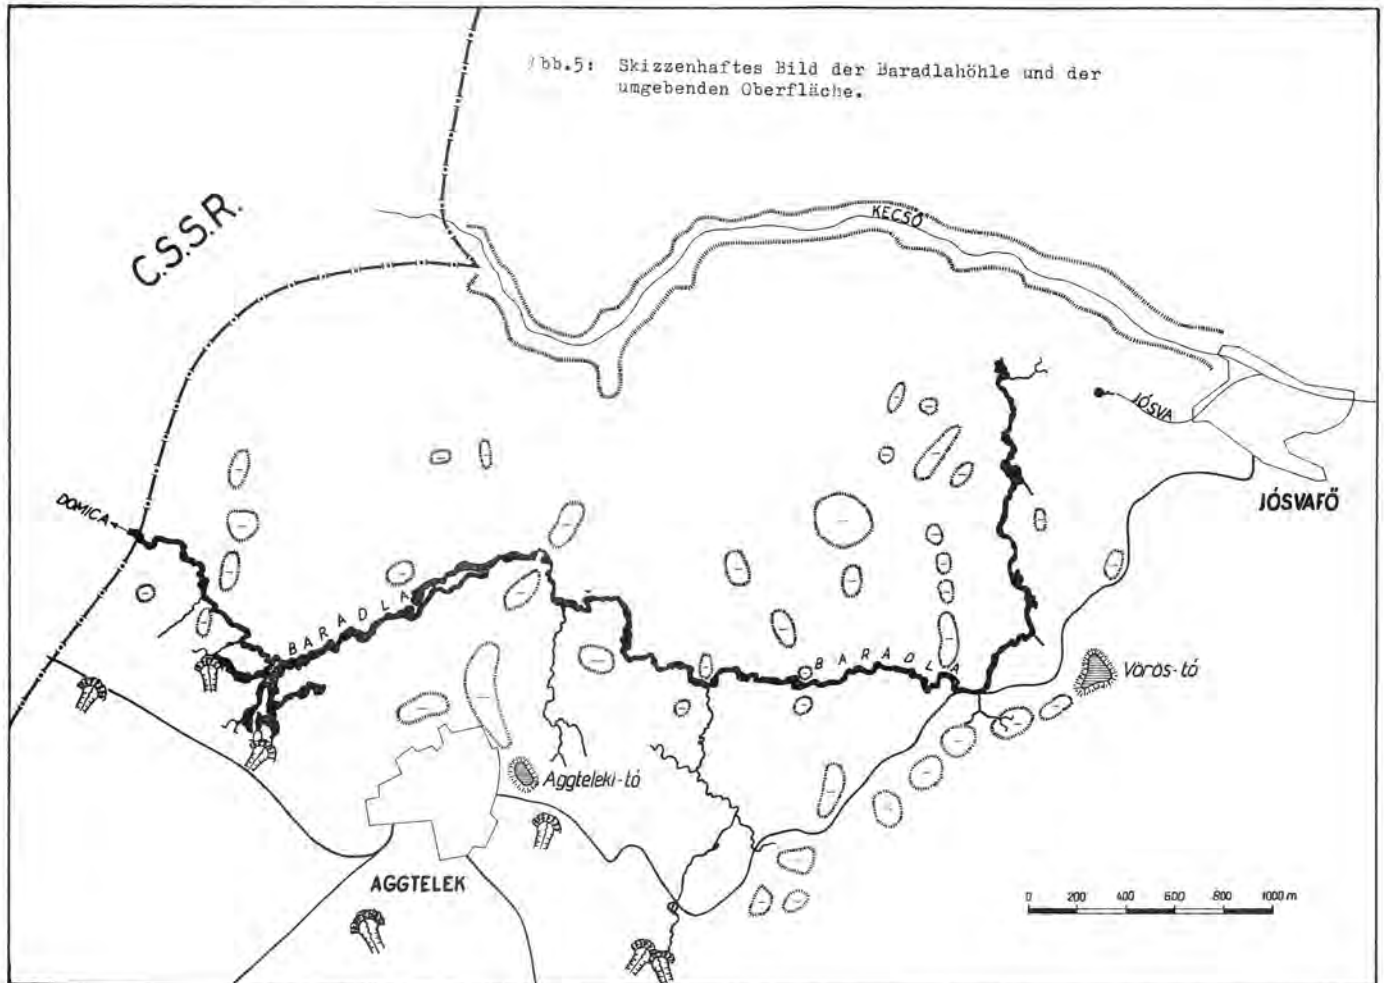 bb.5: Skizzenhaftes Bild der Baradlahöhle und der
umgebenden Oberfläche.
C.S.S.R.
KECSŐ
JÓSVA
JÓSVAFŐ
DOMICA
BARADLA
BARADLA
Vörös-tó
Aggteleki-tó
AGGTELEK
0 200 400 600 800 1000 m